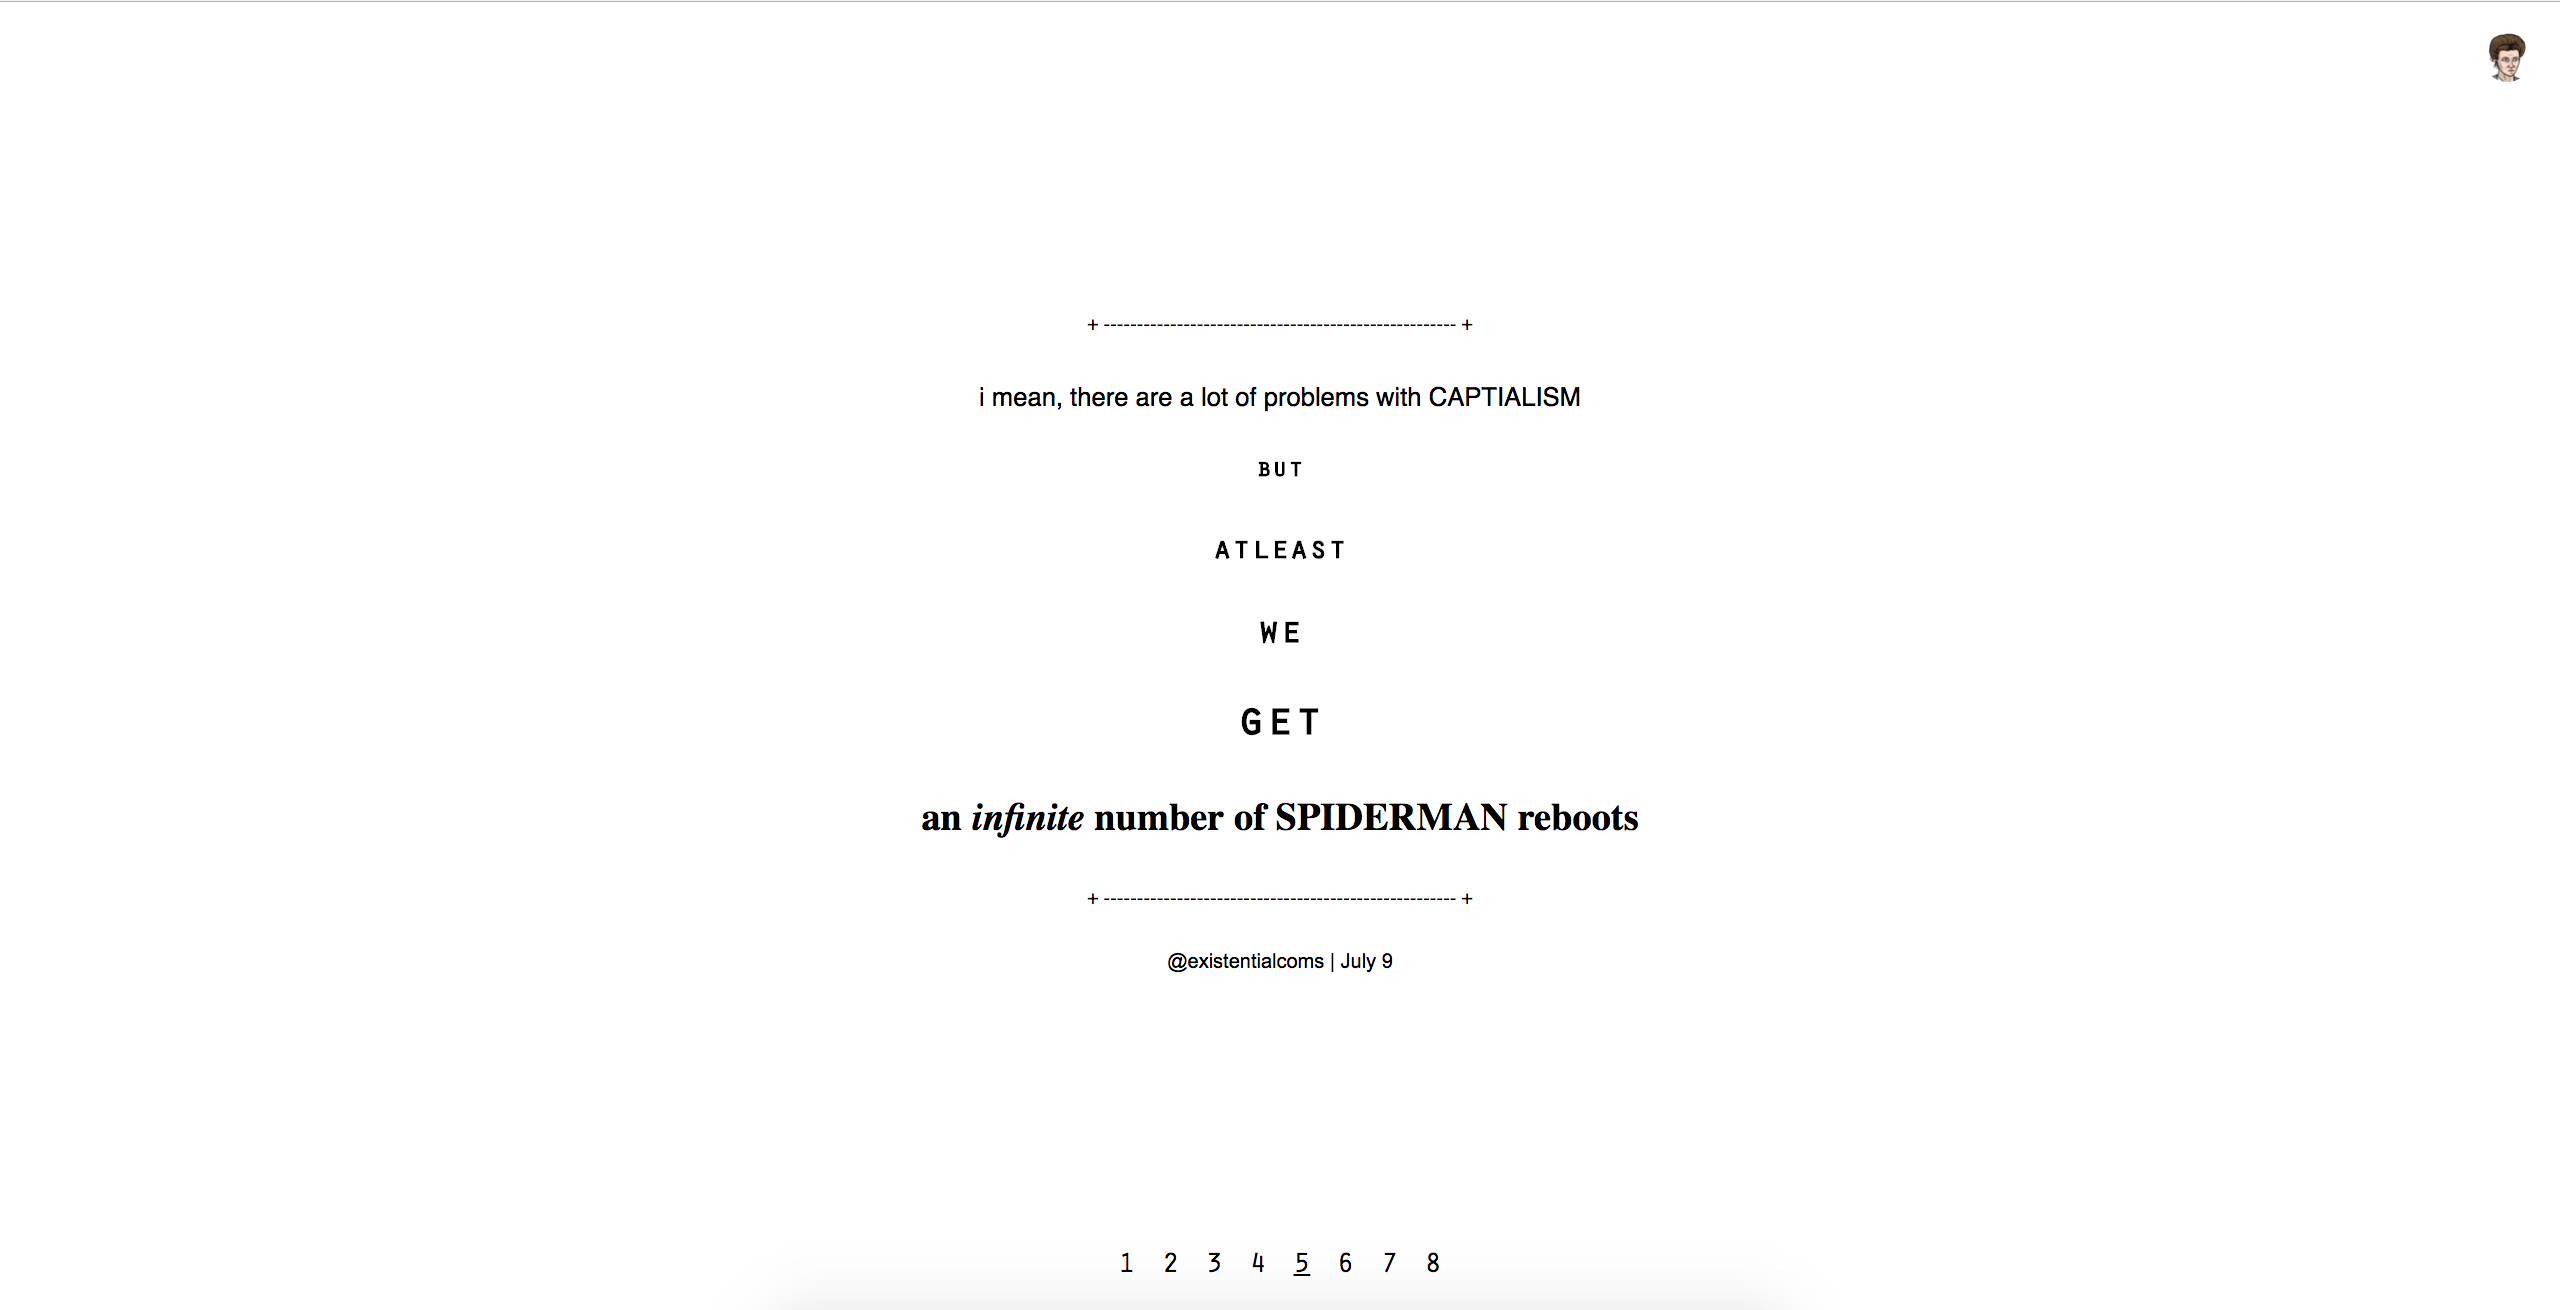 + ----------------------------------------------------- +
i mean, there are a lot of problems with CAPTIALISM
BUT
ATLEAST
WE
GET
an infinite number of SPIDERMAN reboots
+ ----------------------------------------------------- +
@existentialcoms | July 9
1 2 3 4 5 6 7 8